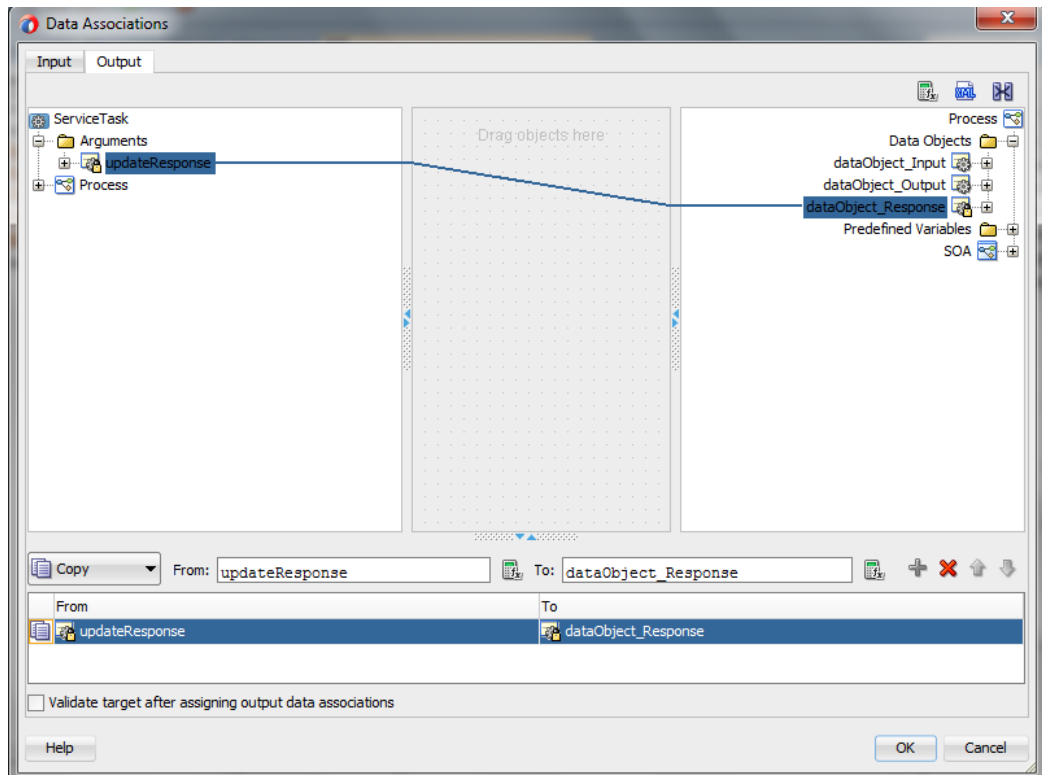 Data Associations
Input Output
ServiceTask
Arguments
updateResponse
Process
Drag objects here
Process
Data Objects
dataObject_Input
dataObject_Output
dataObject_Response
Predefined Variables
SOA
Copy From: updateResponse To: dataObject_Response
From To
updateResponse dataObject_Response
Validate target after assigning output data associations
Help OK Cancel